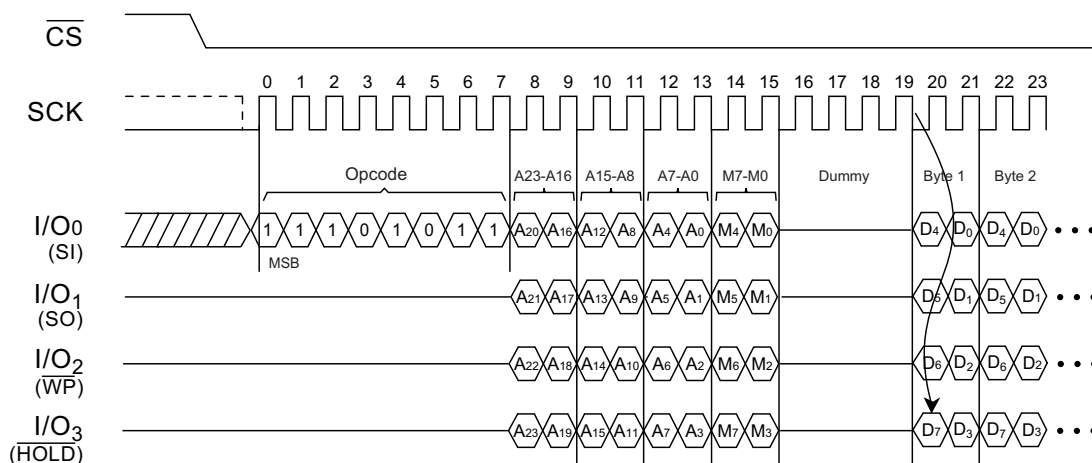 CS
0 1 2 3 4 5 6 7 8 9 10 11 12 13 14 15 16 17 18 19 20 21 22 23
SCK
Opcode A23-A16 A15-A8 A7-A0 M7-M0 Dummy Byte 1 Byte 2
I/O0 1 1 1 0 1 0 1 1 A20 A16 A12 A8 A4 A0 M4 M0 D4 D0 D4 D0 • • •
(SI)
MSB
I/O1 A21 A17 A13 A9 A5 A1 M5 M1 D5 D1 D5 D1 • • •
(SO)
I/O2 A22 A18 A14 A10 A6 A2 M6 M2 D6 D2 D6 D2 • • •
(WP)
I/O3 A23 A19 A15 A11 A7 A3 M7 M3 D7 D3 D7 D3 • • •
(HOLD)